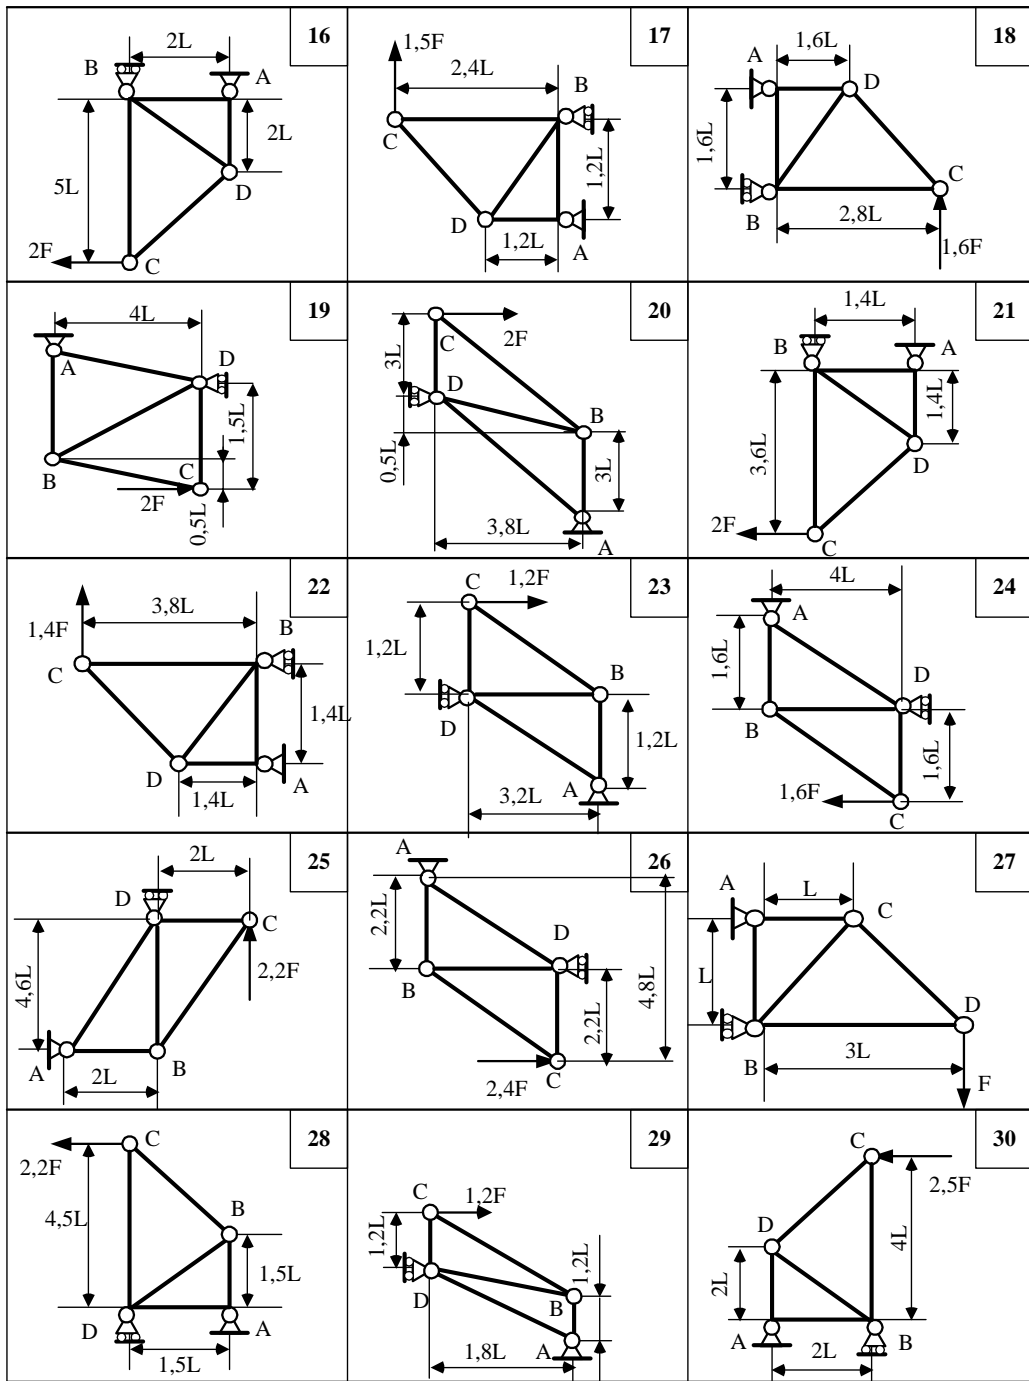 16
2L
B
A
2L
5L
D
2F
C
17
1,5F
2,4L
B
C
1,2L
D
1,2L
A
18
1,6L
A
D
1,6L
C
B
2,8L
1,6F
19
4L
A
D
1,5L
B
C
2F
0,5L
20
C
2F
3L
D
B
0,5L
3L
3,8L
A
21
1,4L
B
A
1,4L
3,6L
D
2F
C
22
3,8L
1,4F
B
C
1,4L
D
1,4L
A
23
C
1,2F
1,2L
B
D
1,2L
A
3,2L
24
4L
A
1,6L
D
B
1,6L
1,6F
C
25
2L
D
C
4,6L
2,2F
A
2L
B
26
A
2,2L
D
4,8L
B
2,2L
C
2,4F
27
A
L
C
L
D
B
3L
F
28
C
2,2F
4,5L
B
1,5L
D
A
1,5L
29
C
1,2F
1,2L
1,2L
D
B
A
1,8L
30
C
2,5F
D
4L
2L
A
B
2L